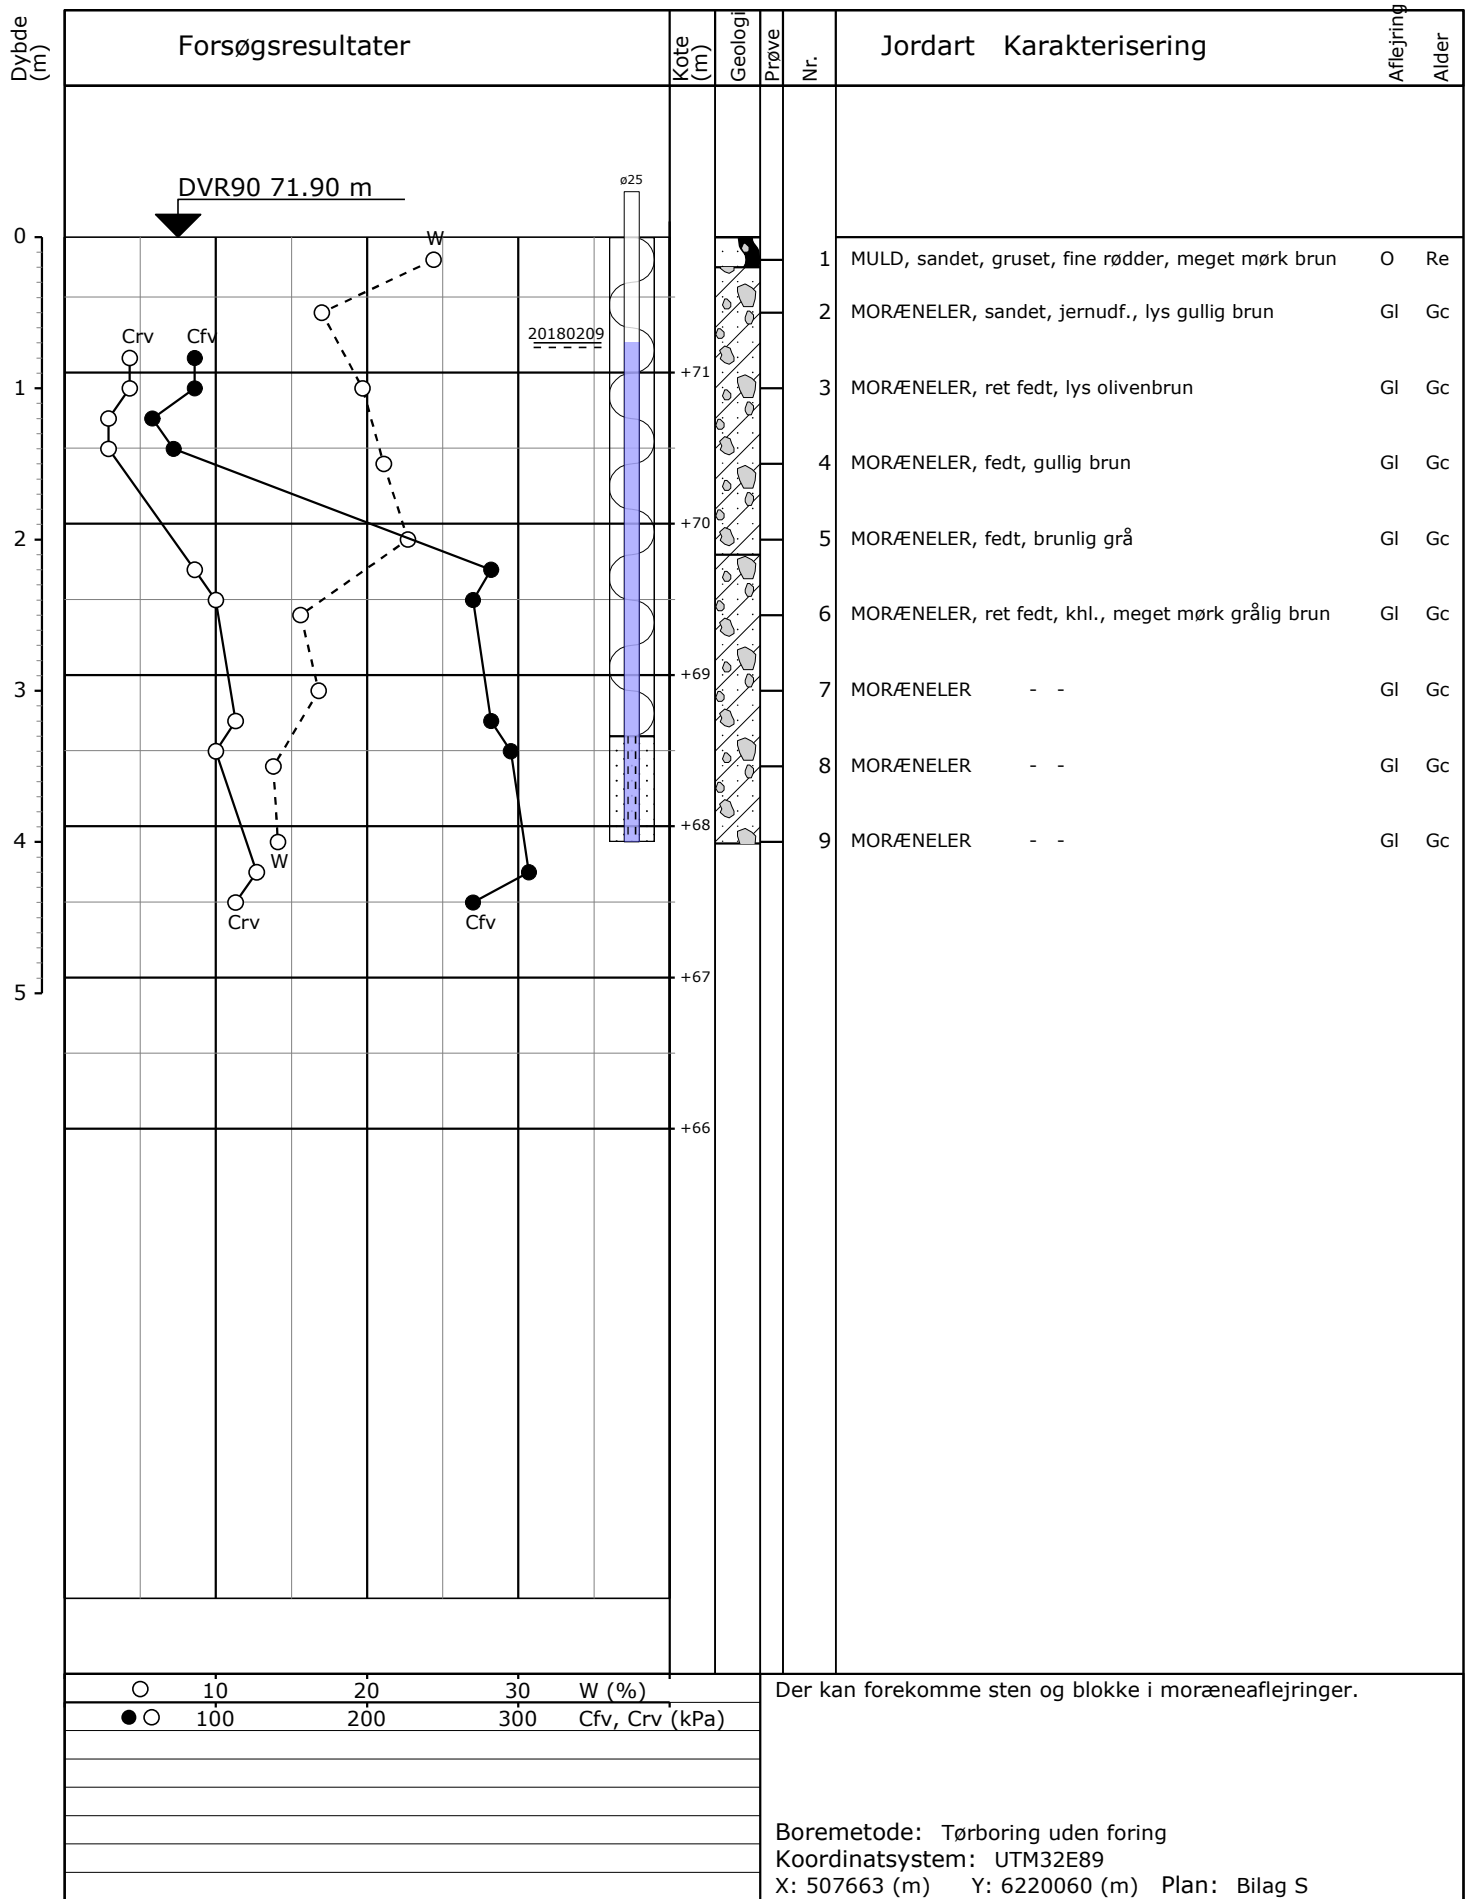 Dybde (m)
Forsøgsresultater
Kote (m)
Geologi
Prøve
Nr.
Jordart Karakterisering
Aflejring
Alder
DVR90 71.90 m
ø25
0
W
1 MULD, sandet, gruset, fine rødder, meget mørk brun O Re
2 MORÆNELER, sandet, jernudf., lys gullig brun Gl Gc
Crv Cfv
20180209
+71
1
3 MORÆNELER, ret fedt, lys olivenbrun Gl Gc
4 MORÆNELER, fedt, gullig brun Gl Gc
+70
2
5 MORÆNELER, fedt, brunlig grå Gl Gc
6 MORÆNELER, ret fedt, khl., meget mørk grålig brun Gl Gc
+69
3
7 MORÆNELER - - Gl Gc
8 MORÆNELER - - Gl Gc
+68
4
9 MORÆNELER - - Gl Gc
W
Crv Cfv
+67
5
+66
10 20 30 W (%)
100 200 300 Cfv, Crv (kPa)
Der kan forekomme sten og blokke i moræneaflejringer.
Boremetode: Tørboring uden foring
Koordinatsystem: UTM32E89
X: 507663 (m) Y: 6220060 (m) Plan: Bilag S